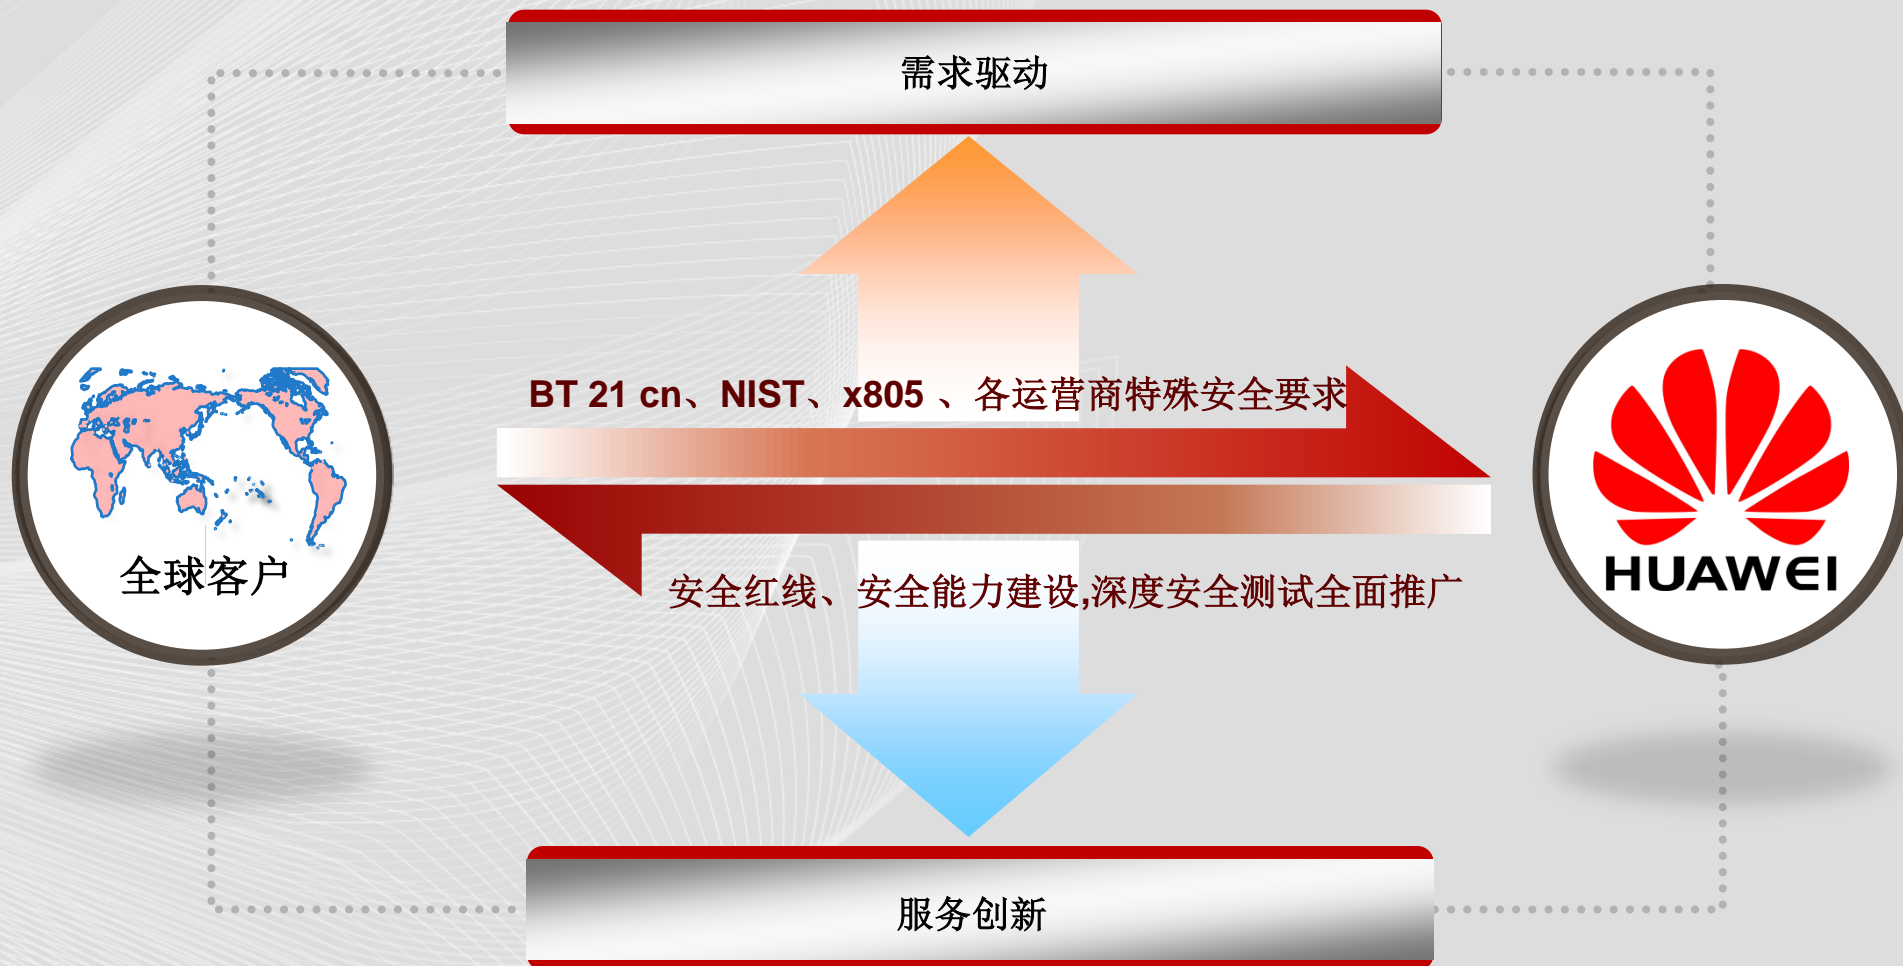 需求驱动
BT 21 cn、NIST、x805 、各运营商特殊安全要求
全球客户
HUAWEI
安全红线、安全能力建设,深度安全测试全面推广
服务创新